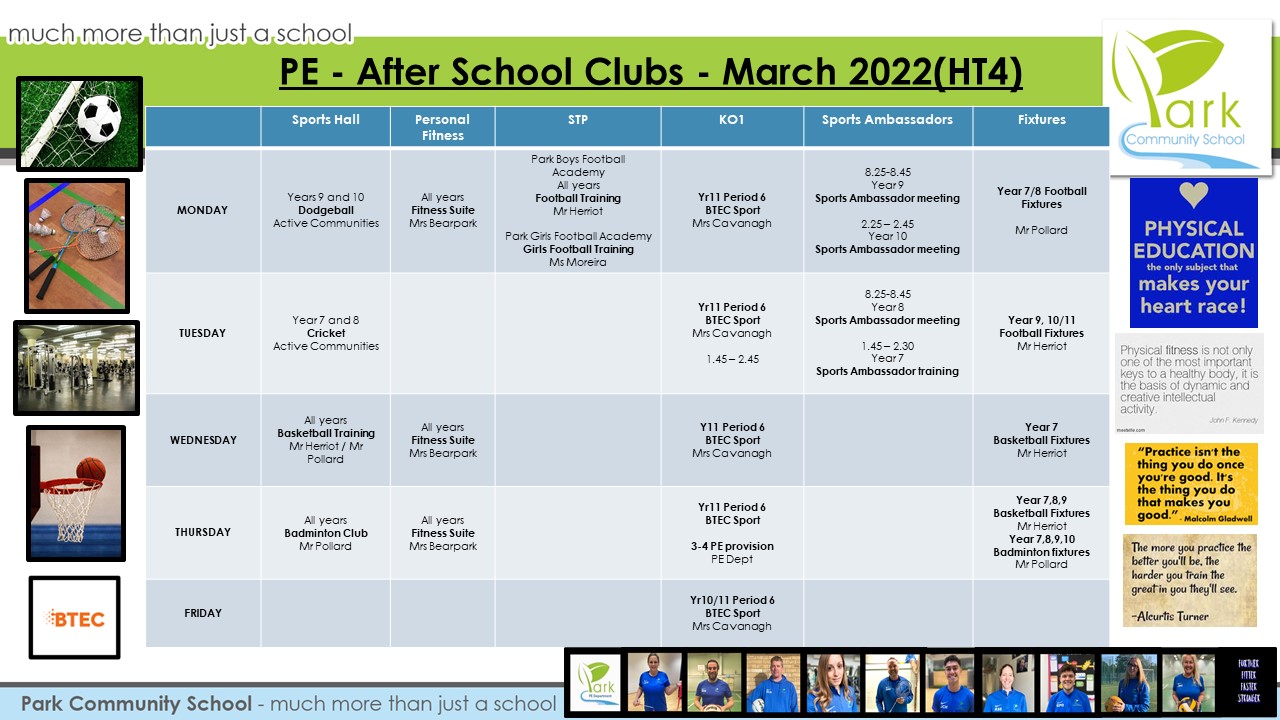 much more than just a school
PE - After School Clubs - March 2022(HT4)
Park
Community School
Sports Hall
Personal
Fitness
STP
KO1
Sports Ambassadors
Fixtures
MONDAY
Years 9 and 10
Dodgeball
Active Communities
All years
Fitness Suite
Mrs Bearpark
Park Boys Football
Academy
All years
Football Training
Mr Herriot
Park Girls Football Academy
Girls Football Training
Ms Moreira
Yr11 Period 6
BTEC Sport
Mrs Cavanagh
8.25-8.45
Year 9
Sports Ambassador meeting
2.25 – 2.45
Year 10
Sports Ambassador meeting
Year 7/8 Football
Fixtures
Mr Pollard
TUESDAY
Year 7 and 8
Cricket
Active Communities
Yr11 Period 6
BTEC Sport
Mrs Cavanagh
1.45 – 2.45
8.25-8.45
Year 8
Sports Ambassador meeting
1.45 – 2.30
Year 7
Sports Ambassador training
Year 9, 10/11
Football Fixtures
Mr Herriot
WEDNESDAY
All years
Basketball Training
Mr Herriot / Mr
Pollard
All years
Fitness Suite
Mrs Bearpark
Y11 Period 6
BTEC Sport
Mrs Cavanagh
Year 7
Basketball Fixtures
Mr Herriot
THURSDAY
All years
Badminton Club
Mr Pollard
All years
Fitness Suite
Mrs Bearpark
Yr11 Period 6
BTEC Sport
3-4 PE provision
PE Dept
Year 7,8,9
Basketball Fixtures
Mr Herriot
Year 7,8,9,10
Badminton fixtures
Mr Pollard
FRIDAY
Yr10/11 Period 6
BTEC Sport
Mrs Cavanagh
BTEC
PHYSICAL
EDUCATION
the only subject that
makes your
heart race!
Physical fitness is not only
one of the most important
keys to a healthy body, it is
the basis of dynamic and
creative intellectual
activity.
John F. Kennedy
“Practice isn't the
thing you do once
you're good. It's
the thing you do
that makes you
good.” - Malcolm Gladwell
The more you practice the
better you'll be, the
harder you train the
great in you they'll see.
-Alcurtis Turner
Park Community School - much more than just a schoo
Park
PE Department
FURTHER
FITTER
FASTER
STRONGER